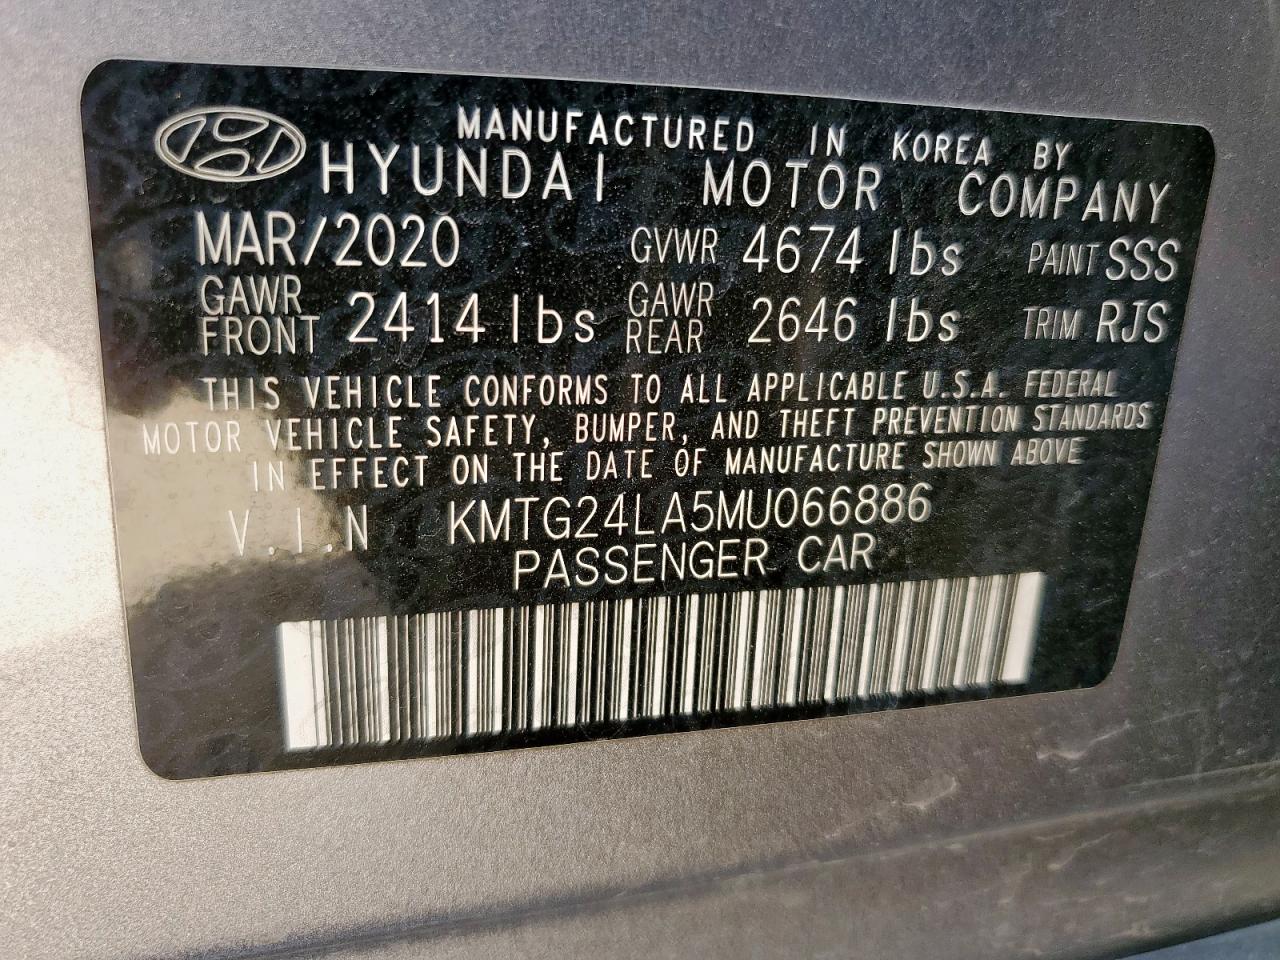 MANUFACTURED IN KOREA BY
HYUNDAI MOTOR COMPANY
MAR/2020 GVWR 4674 lbs PAINT SSS
GAWR FRONT 2414 lbs GAWR REAR 2646 lbs TRIM RJS
THIS VEHICLE CONFORMS TO ALL APPLICABLE U.S.A. FEDERAL
MOTOR VEHICLE SAFETY, BUMPER, AND THEFT PREVENTION STANDARDS
IN EFFECT ON THE DATE OF MANUFACTURE SHOWN ABOVE
V.I.N KMTG24LA5MU066886
PASSENGER CAR